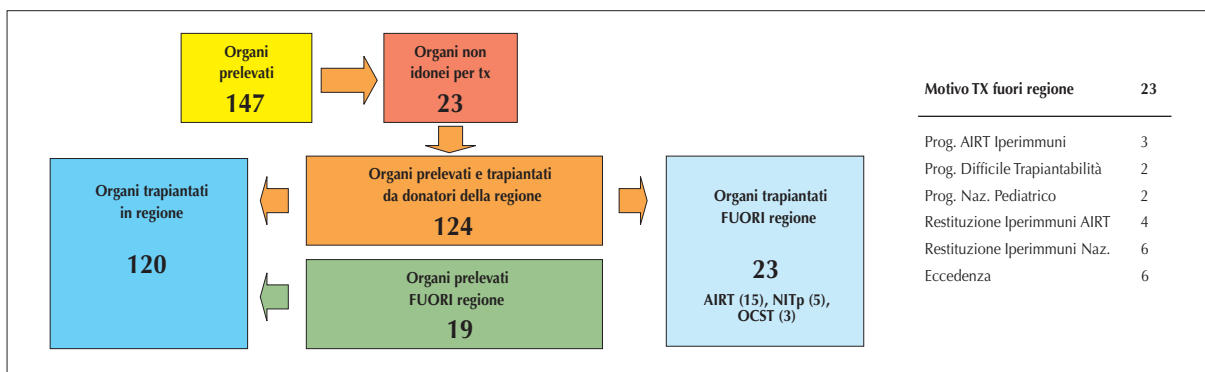 Organi
prelevati
147
Organi non
idonei per tx
23
Organi trapiantati
in regione
120
Organi prelevati e trapiantati
da donatori della regione
124
Organi prelevati
FUORI regione
19
Organi trapiantati
FUORI regione
23
AIRT (15), NITp (5),
OCST (3)
Motivo TX fuori regione 23
Prog. AIRT Iperimmuni 3
Prog. Difficile Trapiantabilità 2
Prog. Naz. Pediatrico 2
Restituzione Iperimmuni AIRT 4
Restituzione Iperimmuni Naz. 6
Eccedenza 6